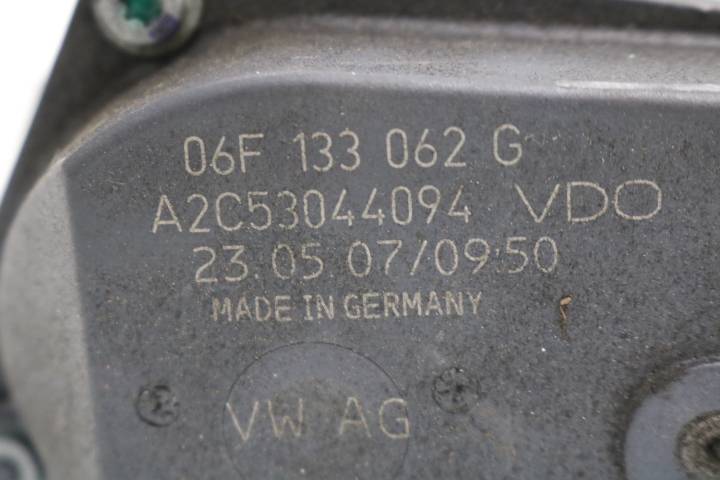 06F 133 062 G
A2C53044094 VDO
23.05 07/09:50
MADE IN GERMANY
VW AG